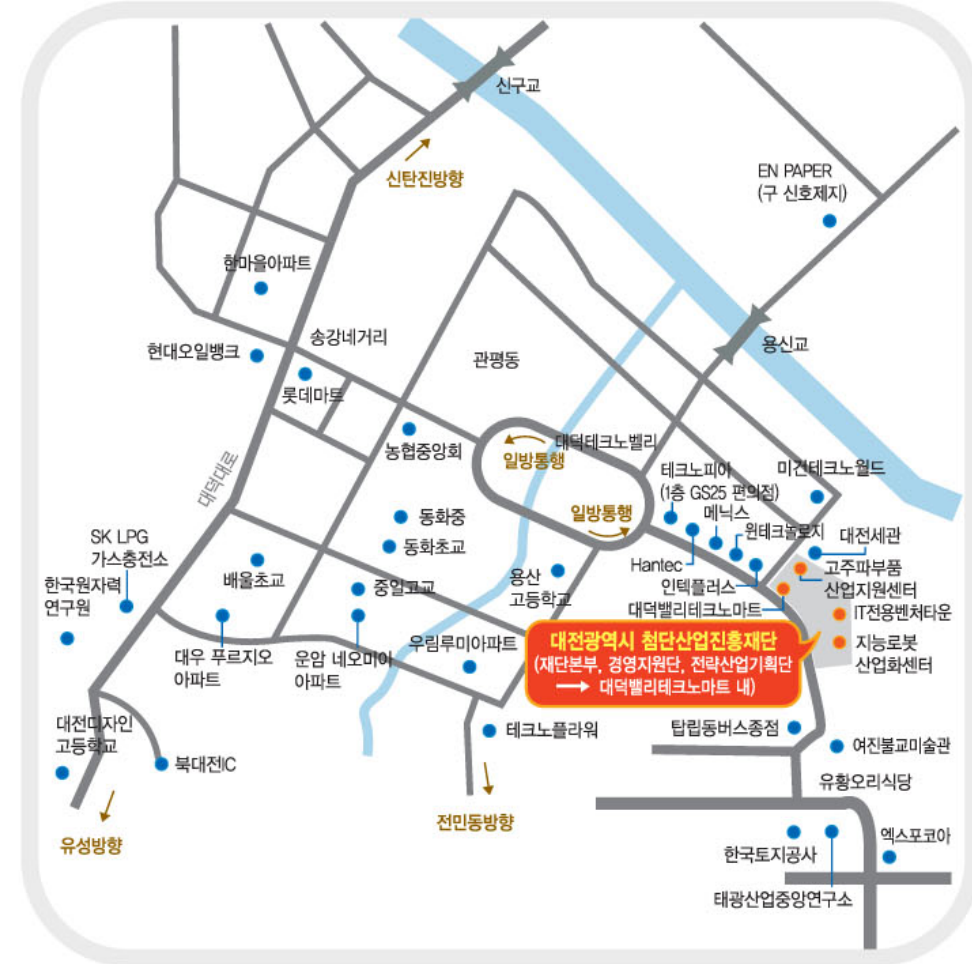 신구교
EN PAPER
(구 신호제지)
신탄진방향
한마을아파트
송강네거리
용신교
현대오일뱅크
관평동
롯데마트
농협중앙회
대덕테크노벨리
일방통행
테크노피아
(1층 GS25 편의점)
미건테크노월드
대덕대로
메닉스
일방통행
윈테크놀로지
동화중
대전세관
SK LPG
가스충전소
동화초교
Hantec
고주파부품
산업지원센터
한국원자력
연구원
배울초교
중일고교
용산
고등학교
인텍플러스
대덕밸리테크노마트
IT전용벤처타운
대전광역시 첨단산업진흥재단
(재단본부, 경영지원단, 전략산업기획단
→ 대덕밸리테크노마트 내)
지능로봇
산업화센터
우림루미아파트
대우 푸르지오
아파트
운암 네오미아
아파트
대전디자인
고등학교
테크노플라워
탑립동버스종점
여진불교미술관
북대전IC
유황오리식당
전민동방향
유성방향
엑스포코아
한국토지공사
태광산업중앙연구소